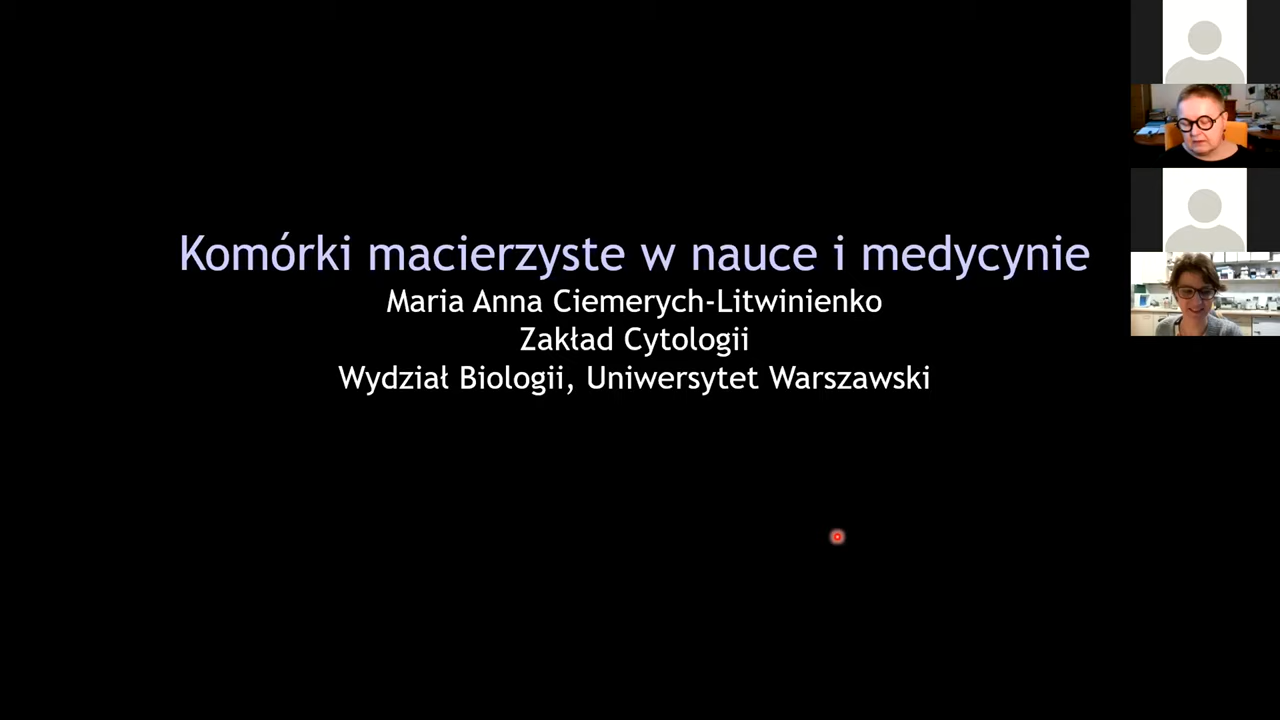 Komórki macierzyste w nauce i medycynie
Maria Anna Ciemerych-Litwinienko
Zakład Cytologii
Wydział Biologii, Uniwersytet Warszawski